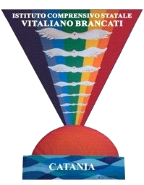 ISTITUTO COMPRENSIVO STATALE
VITALIANO BRANCATI
CATANIA